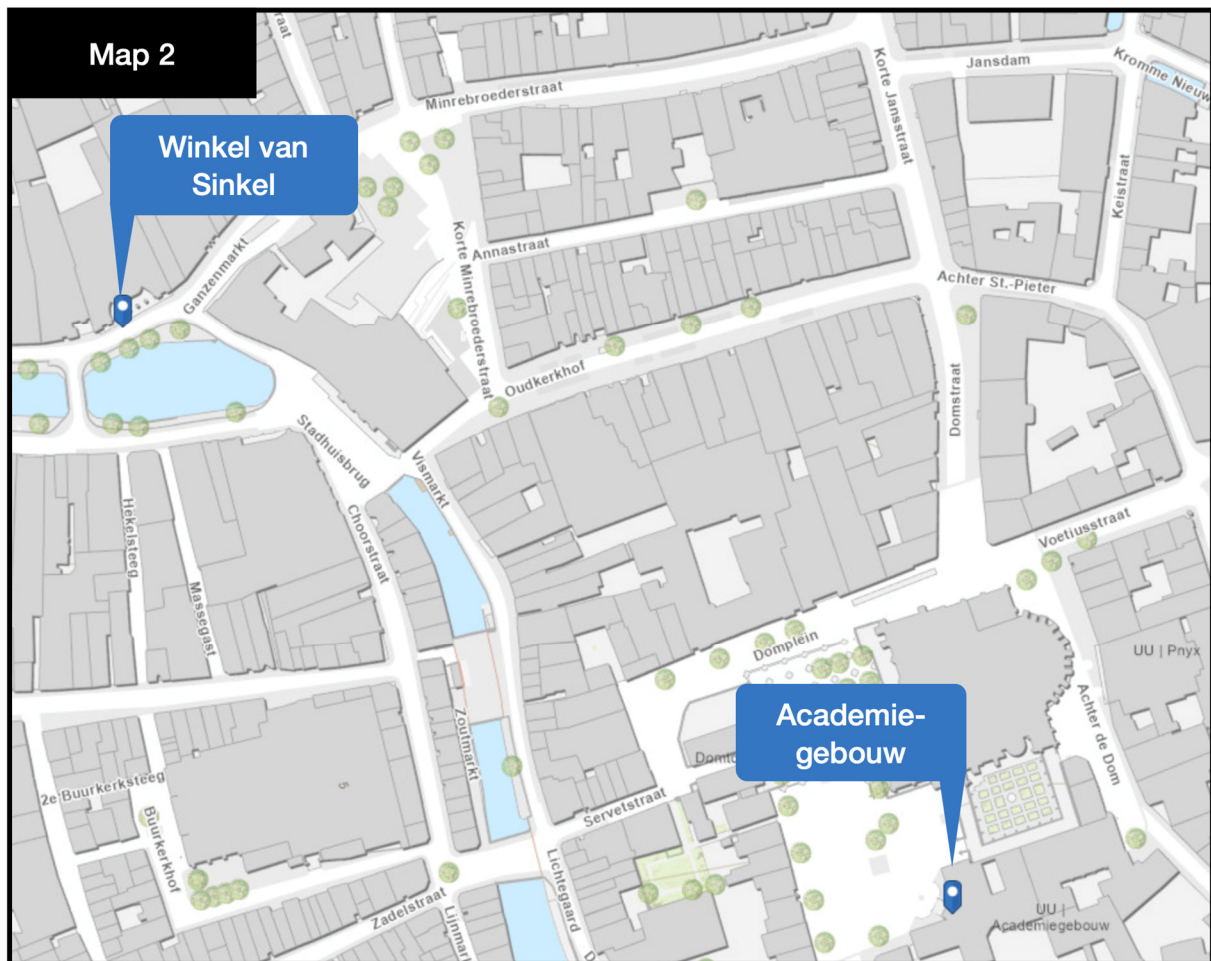 Map 2
Jansdam
Kromme Nieuw
Minrebroederstraat
Korte Jansstraat
Winkel van
Sinkel
Keistraat
Ganzenmarkt
Korte Minrebroederstraat
Annastraat
Achter St.-Pieter
Oudkerkhof
Domstraat
Stadhuisbrug
Vismarkt
Hekelsteeg
Choorstraat
Voetiusstraat
Massegast
Domplein
UU | Pnyx
Zoutmarkt
Academie-
gebouw
Achter de Dom
2e Buurkerksteeg
5
Servetstraat
Buurkerkhof
Lichtegaard
Zadelstraat
UU |
Academiegebouw